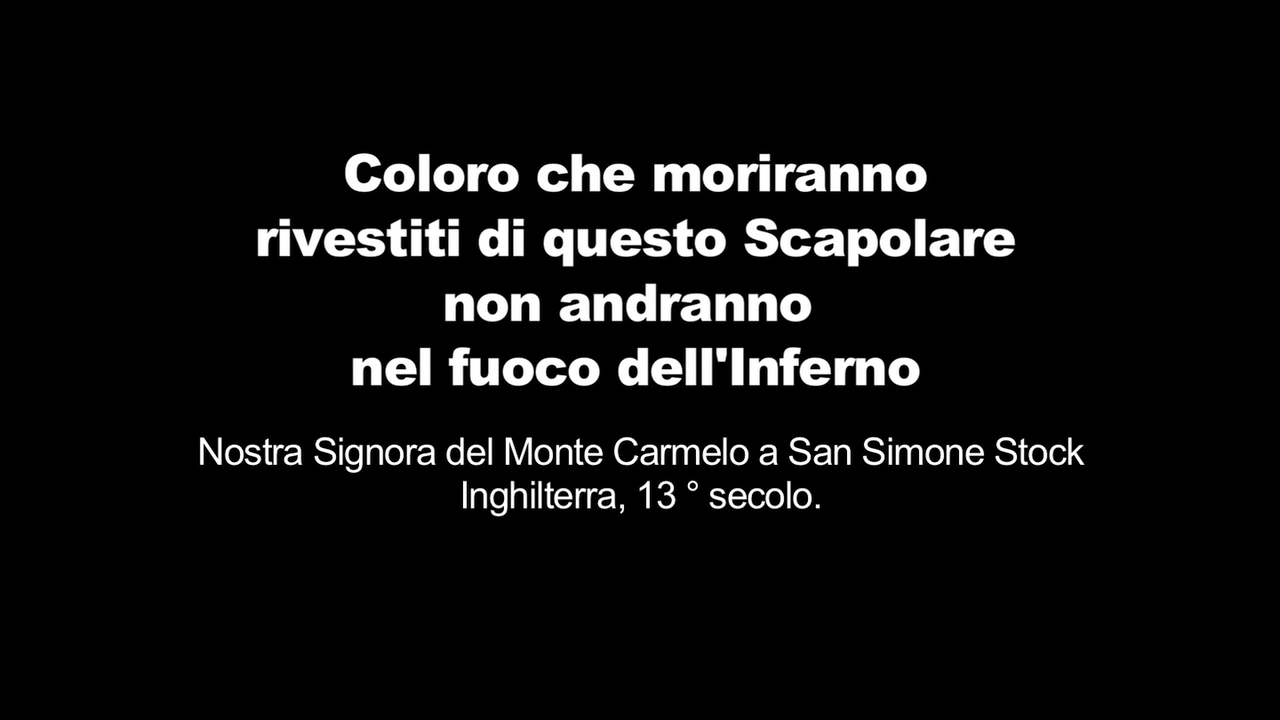 Coloro che moriranno
rivestiti di questo Scapolare
non andranno
nel fuoco dell'Inferno
Nostra Signora del Monte Carmelo a San Simone Stock
Inghilterra, 13 ° secolo.